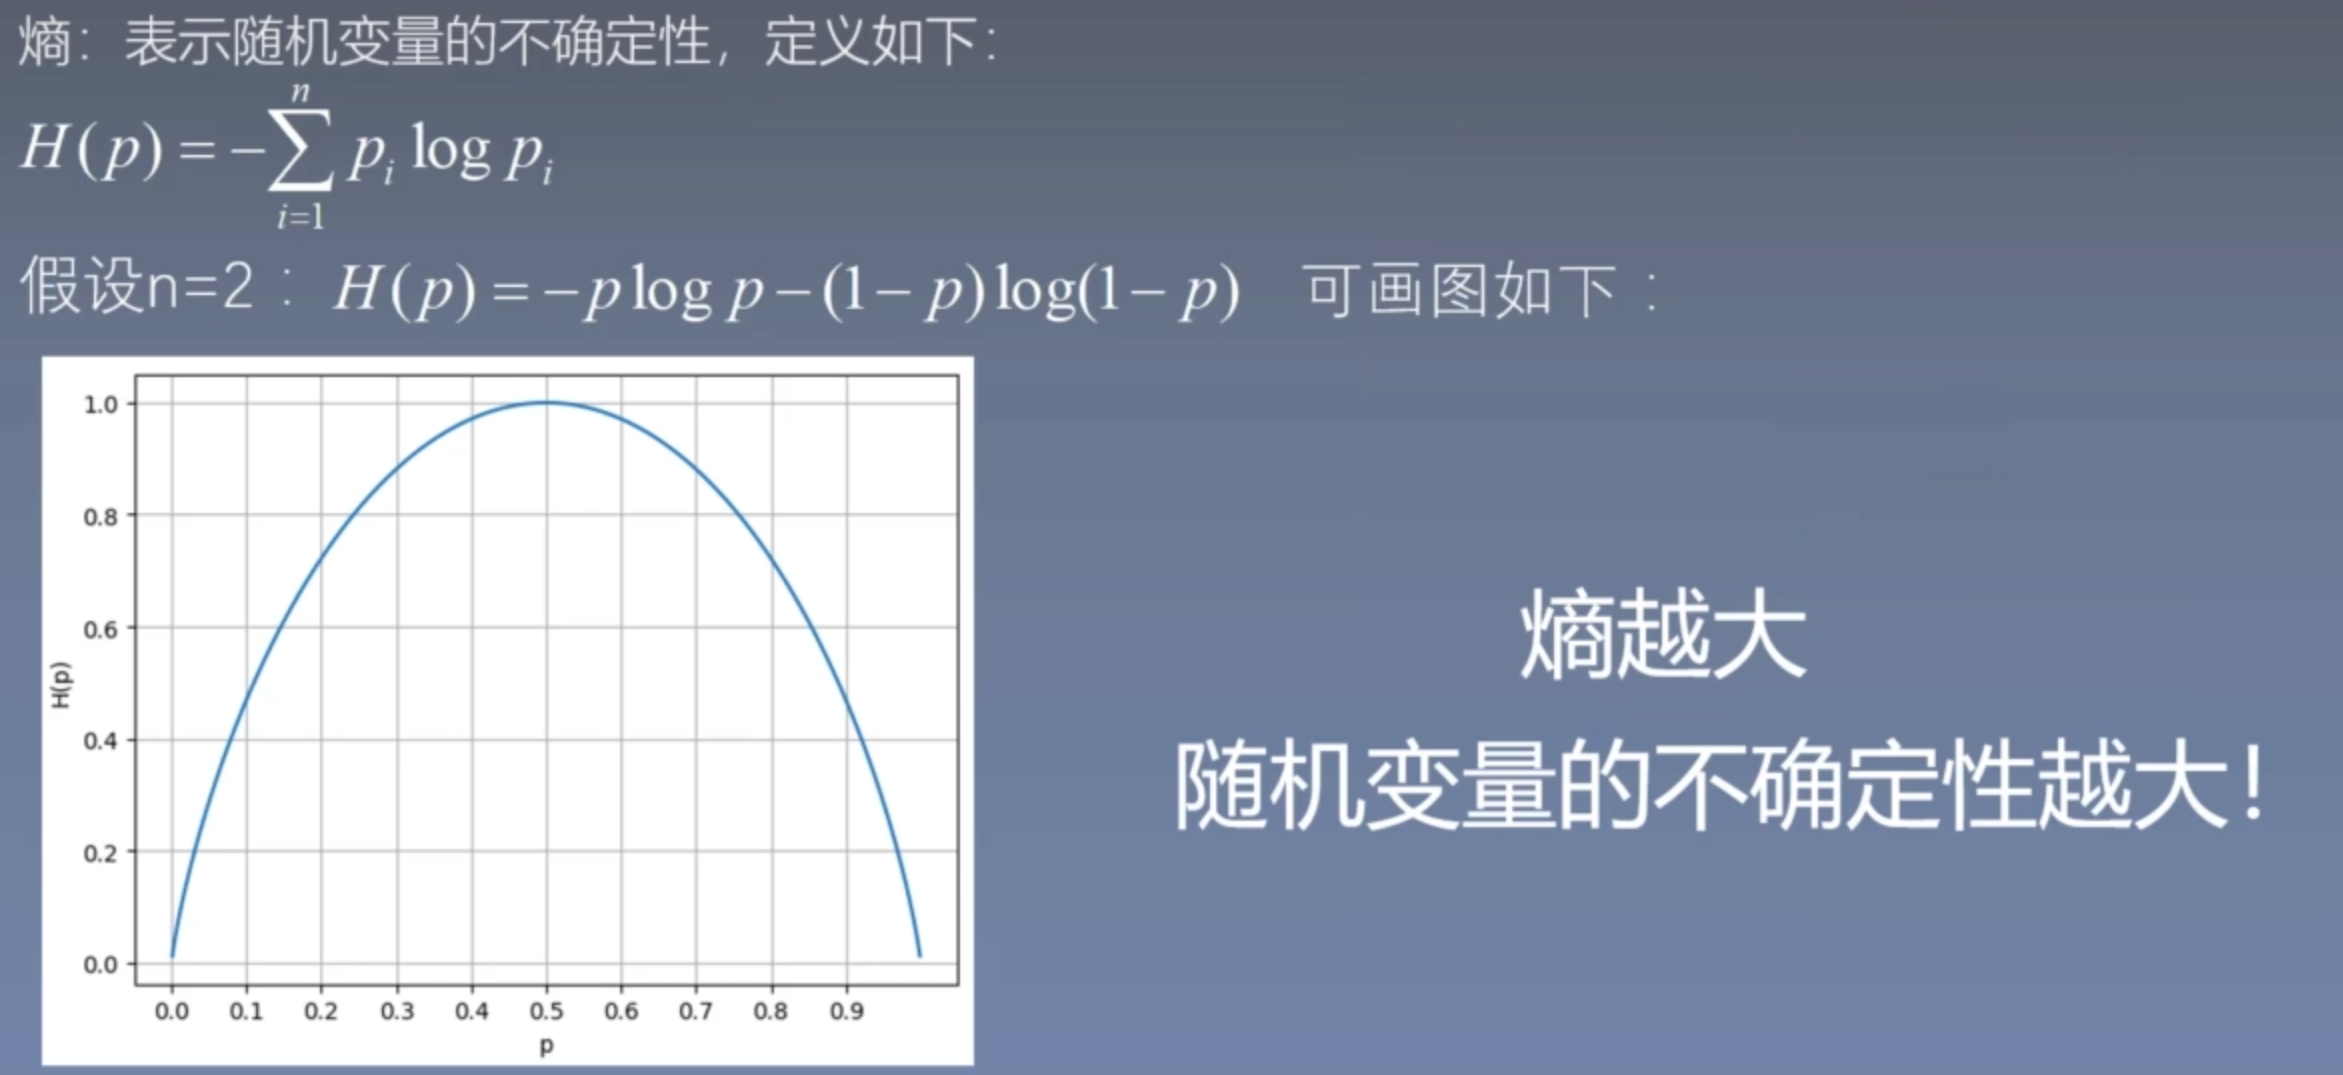 熵：表示随机变量的不确定性，定义如下：
H(p) = -∑_{i=1}^{n} p_i log p_i
假设n=2：H(p) = -p log p - (1 - p) log(1 - p) 可画图如下：
1.0
0.8
0.6
0.4
0.2
0.0
H(p)
0.0 0.1 0.2 0.3 0.4 0.5 0.6 0.7 0.8 0.9
p
熵越大
随机变量的不确定性越大！